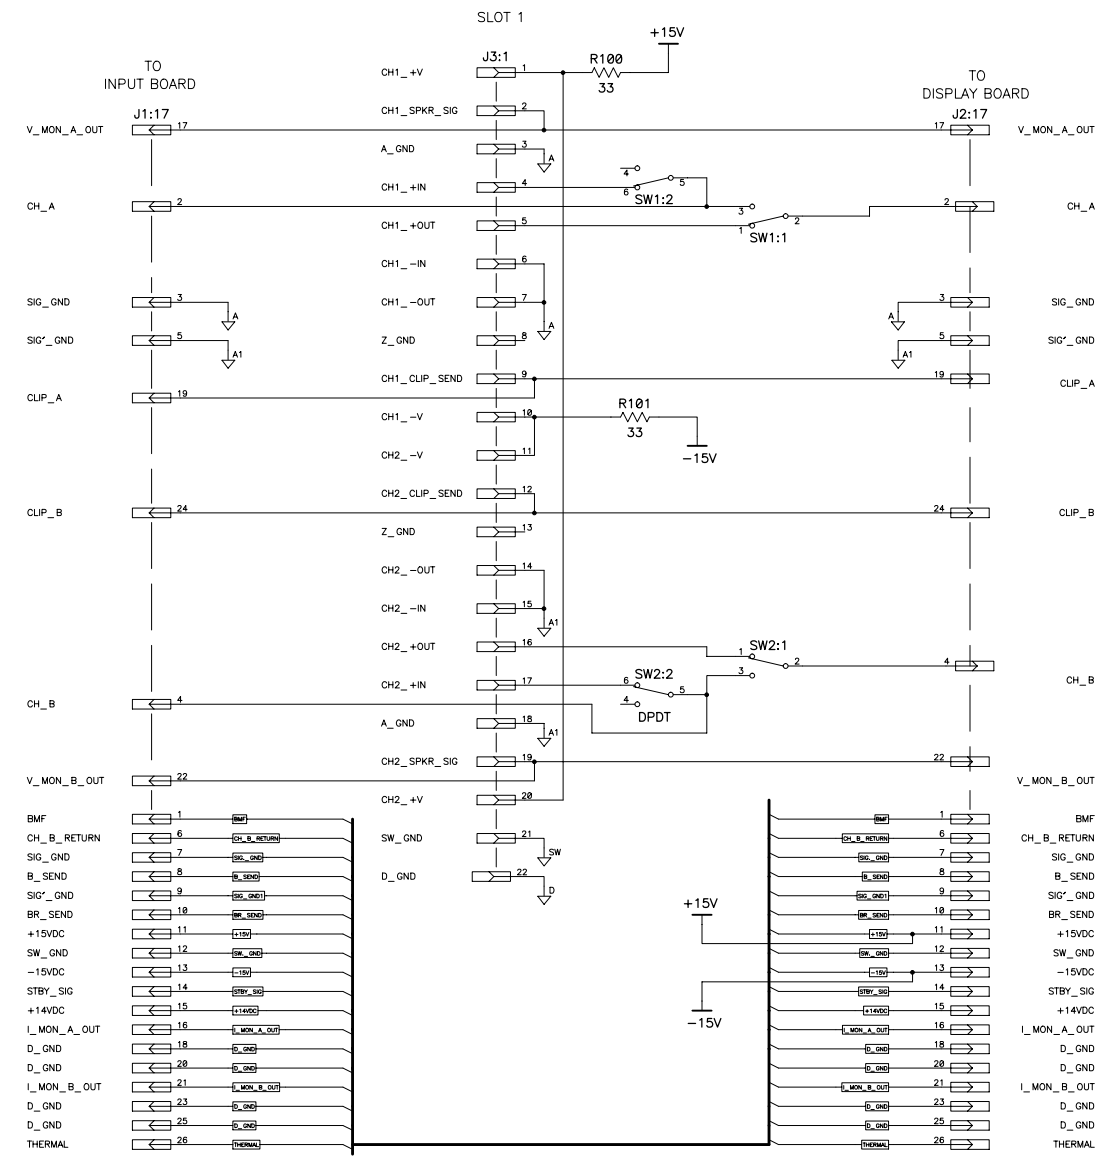 SLOT 1
TO
INPUT BOARD
J1:17
V_MON_A_OUT 17
CH_A 2
SIG_GND 3 A
SIG'_GND 5 A1
CLIP_A 19
CLIP_B 24
CH_B 4
V_MON_B_OUT 22
BMF 1 BMF
CH_B_RETURN 6 CH_B_RETURN
SIG_GND 7 SIG._GND
B_SEND 8 B_SEND
SIG'_GND 9 SIG_GND1
BR_SEND 10 BR_SEND
+15VDC 11 +15V
SW_GND 12 SW._GND
-15VDC 13 -15V
STBY_SIG 14 STBY_SIG
+14VDC 15 +14VDC
I_MON_A_OUT 16 I_MON_A_OUT
D_GND 18 D_GND
D_GND 20 D_GND
I_MON_B_OUT 21 I_MON_B_OUT
D_GND 23 D_GND
D_GND 25 D_GND
THERMAL 26 THERMAL
J3:1
CH1_+V 1
CH1_SPKR_SIG 2
A_GND 3 A
CH1_+IN 4
CH1_+OUT 5
CH1_-IN 6
CH1_-OUT 7 A
Z_GND 8
CH1_CLIP_SEND 9
CH1_-V 10
CH2_-V 11
CH2_CLIP_SEND 12
Z_GND 13
CH2_-OUT 14
CH2_-IN 15 A1
CH2_+OUT 16
CH2_+IN 17
A_GND 18 A1
CH2_SPKR_SIG 19
CH2_+V 20
SW_GND 21 SW
D_GND 22 D
+15V
R100
33
4
6 5
SW1:2
3
1 2
SW1:1
R101
33
-15V
SW2:1
1
3 2
SW2:2
6
4 5
DPDT
+15V
-15V
TO
DISPLAY BOARD
J2:17
17 V_MON_A_OUT
2 CH_A
A 3 SIG_GND
A1 5 SIG'_GND
19 CLIP_A
24 CLIP_B
4 CH_B
22 V_MON_B_OUT
BMF 1 BMF
CH_B_RETURN 6 CH_B_RETURN
SIG._GND 7 SIG_GND
B_SEND 8 B_SEND
SIG_GND1 9 SIG'_GND
BR_SEND 10 BR_SEND
+15V 11 +15VDC
SW._GND 12 SW_GND
-15V 13 -15VDC
STBY_SIG 14 STBY_SIG
+14VDC 15 +14VDC
I_MON_A_OUT 16 I_MON_A_OUT
D_GND 18 D_GND
D_GND 20 D_GND
I_MON_B_OUT 21 I_MON_B_OUT
D_GND 23 D_GND
D_GND 25 D_GND
THERMAL 26 THERMAL